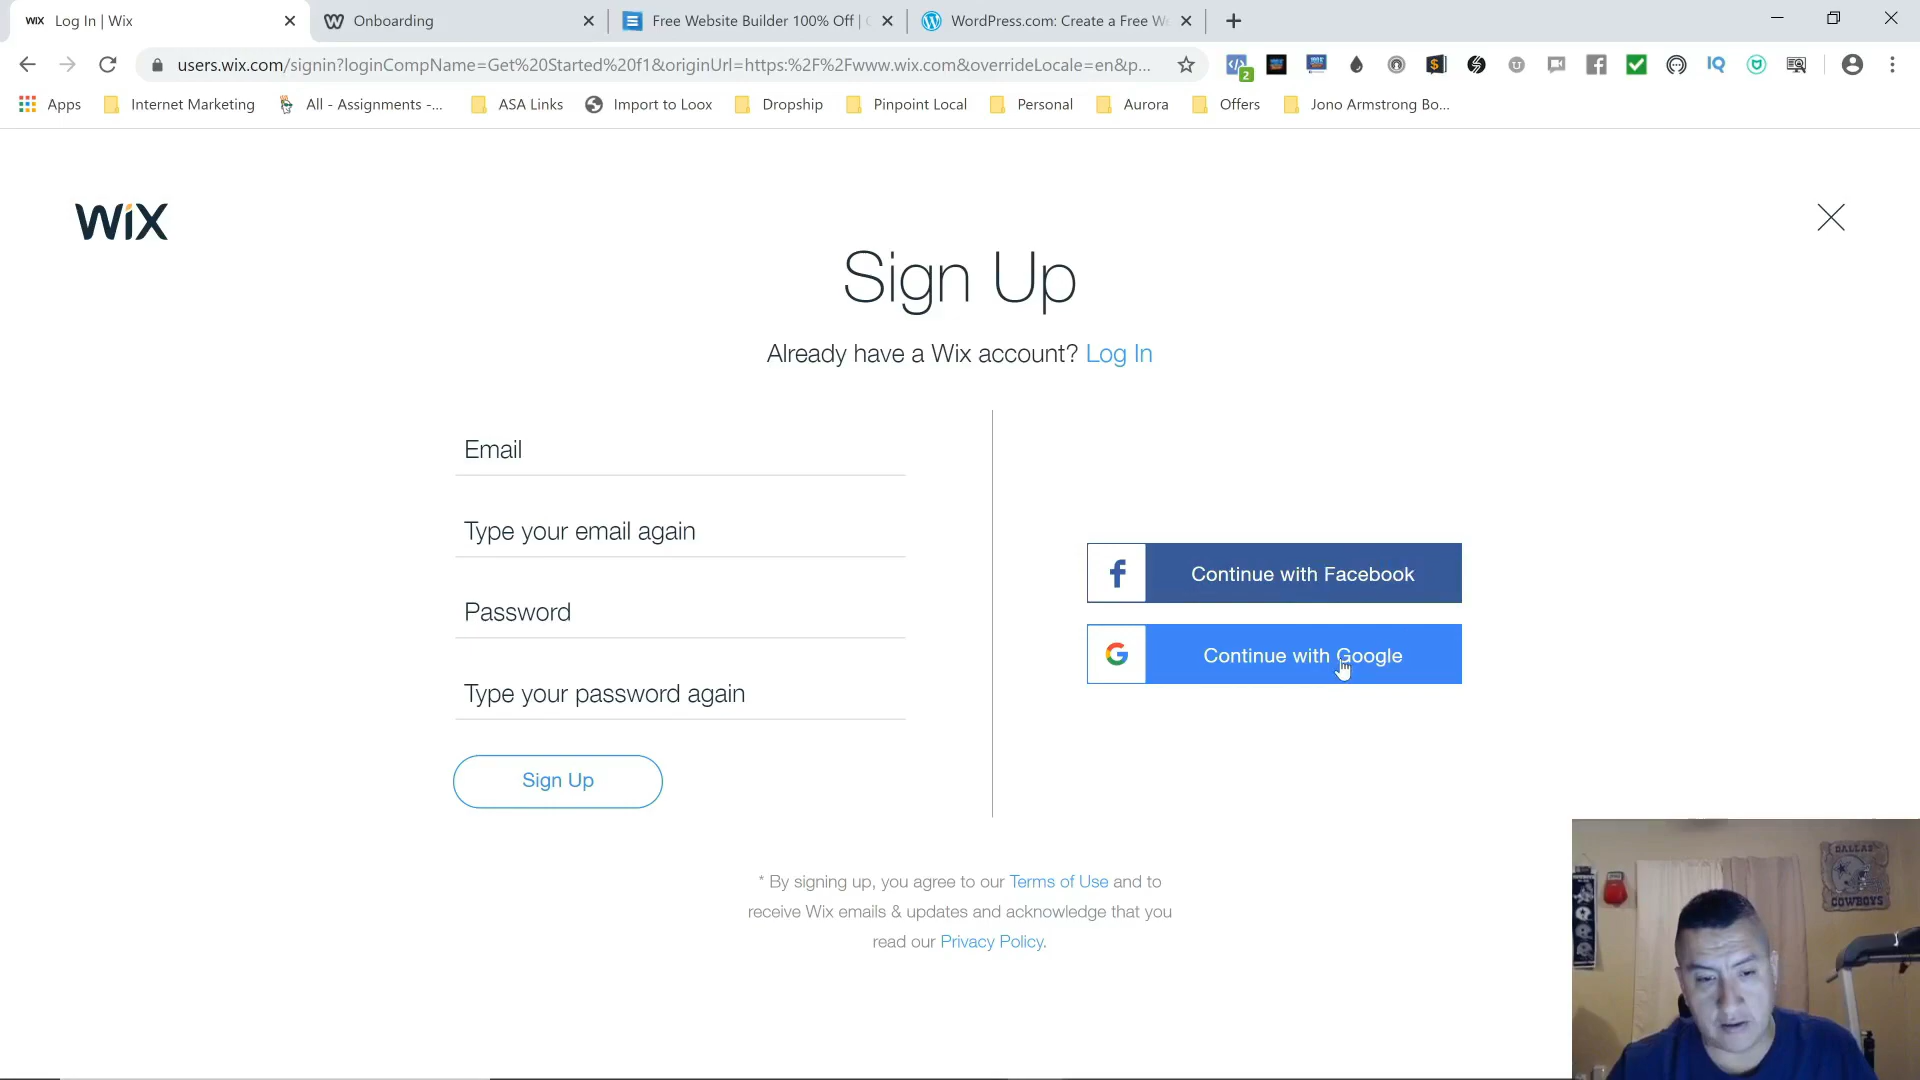 WIX Log In | Wix
Onboarding
Free Website Builder 100% Off |
WordPress.com: Create a Free We
users.wix.com/signin?loginCompName=Get%20Started%20f1&originUrl=https:%2F%2Fwww.wix.com&overrideLocale=en&p...
2
IQ
Apps
Internet Marketing
All - Assignments -...
ASA Links
Import to Loox
Dropship
Pinpoint Local
Personal
Aurora
Offers
Jono Armstrong Bo...
WiX
Sign Up
Already have a Wix account? Log In
Email
Type your email again
Password
Type your password again
Sign Up
Continue with Facebook
Continue with Google
* By signing up, you agree to our Terms of Use and to
receive Wix emails & updates and acknowledge that you
read our Privacy Policy.
DALLAS
COWBOYS